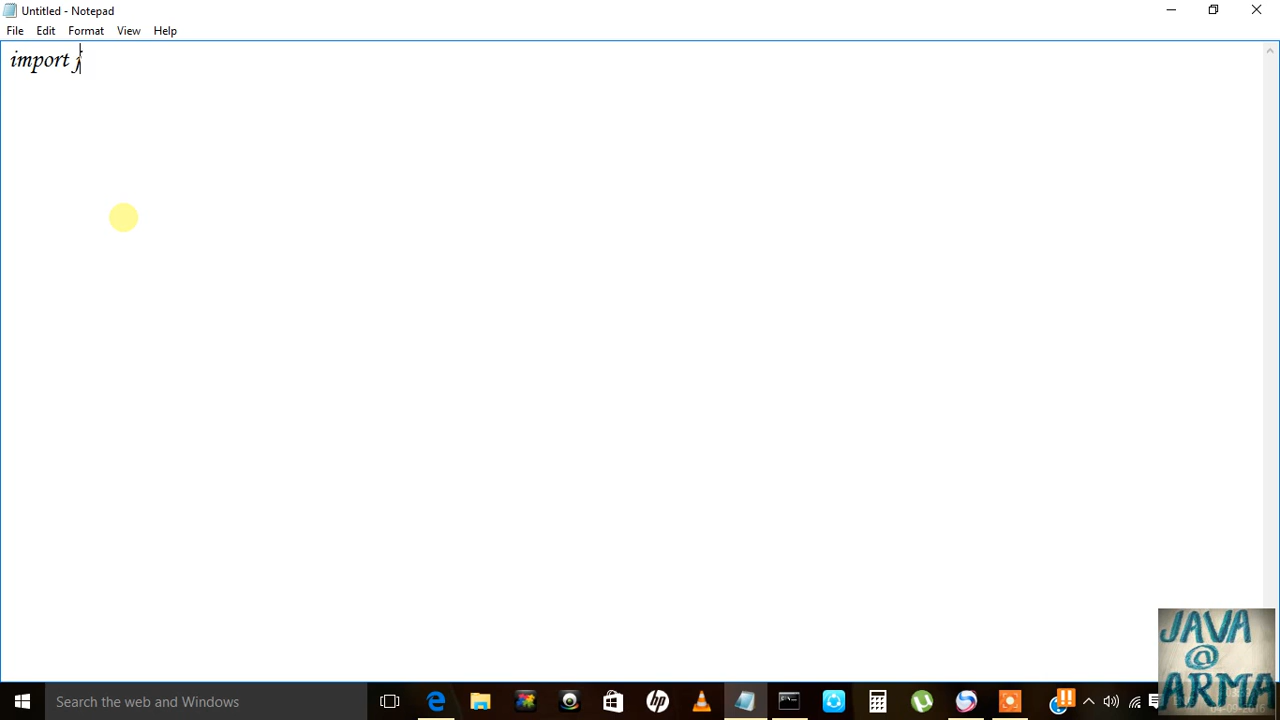 Untitled - Notepad
File Edit Format View Help
import j
Search the web and Windows
JAVA
@
ARMA